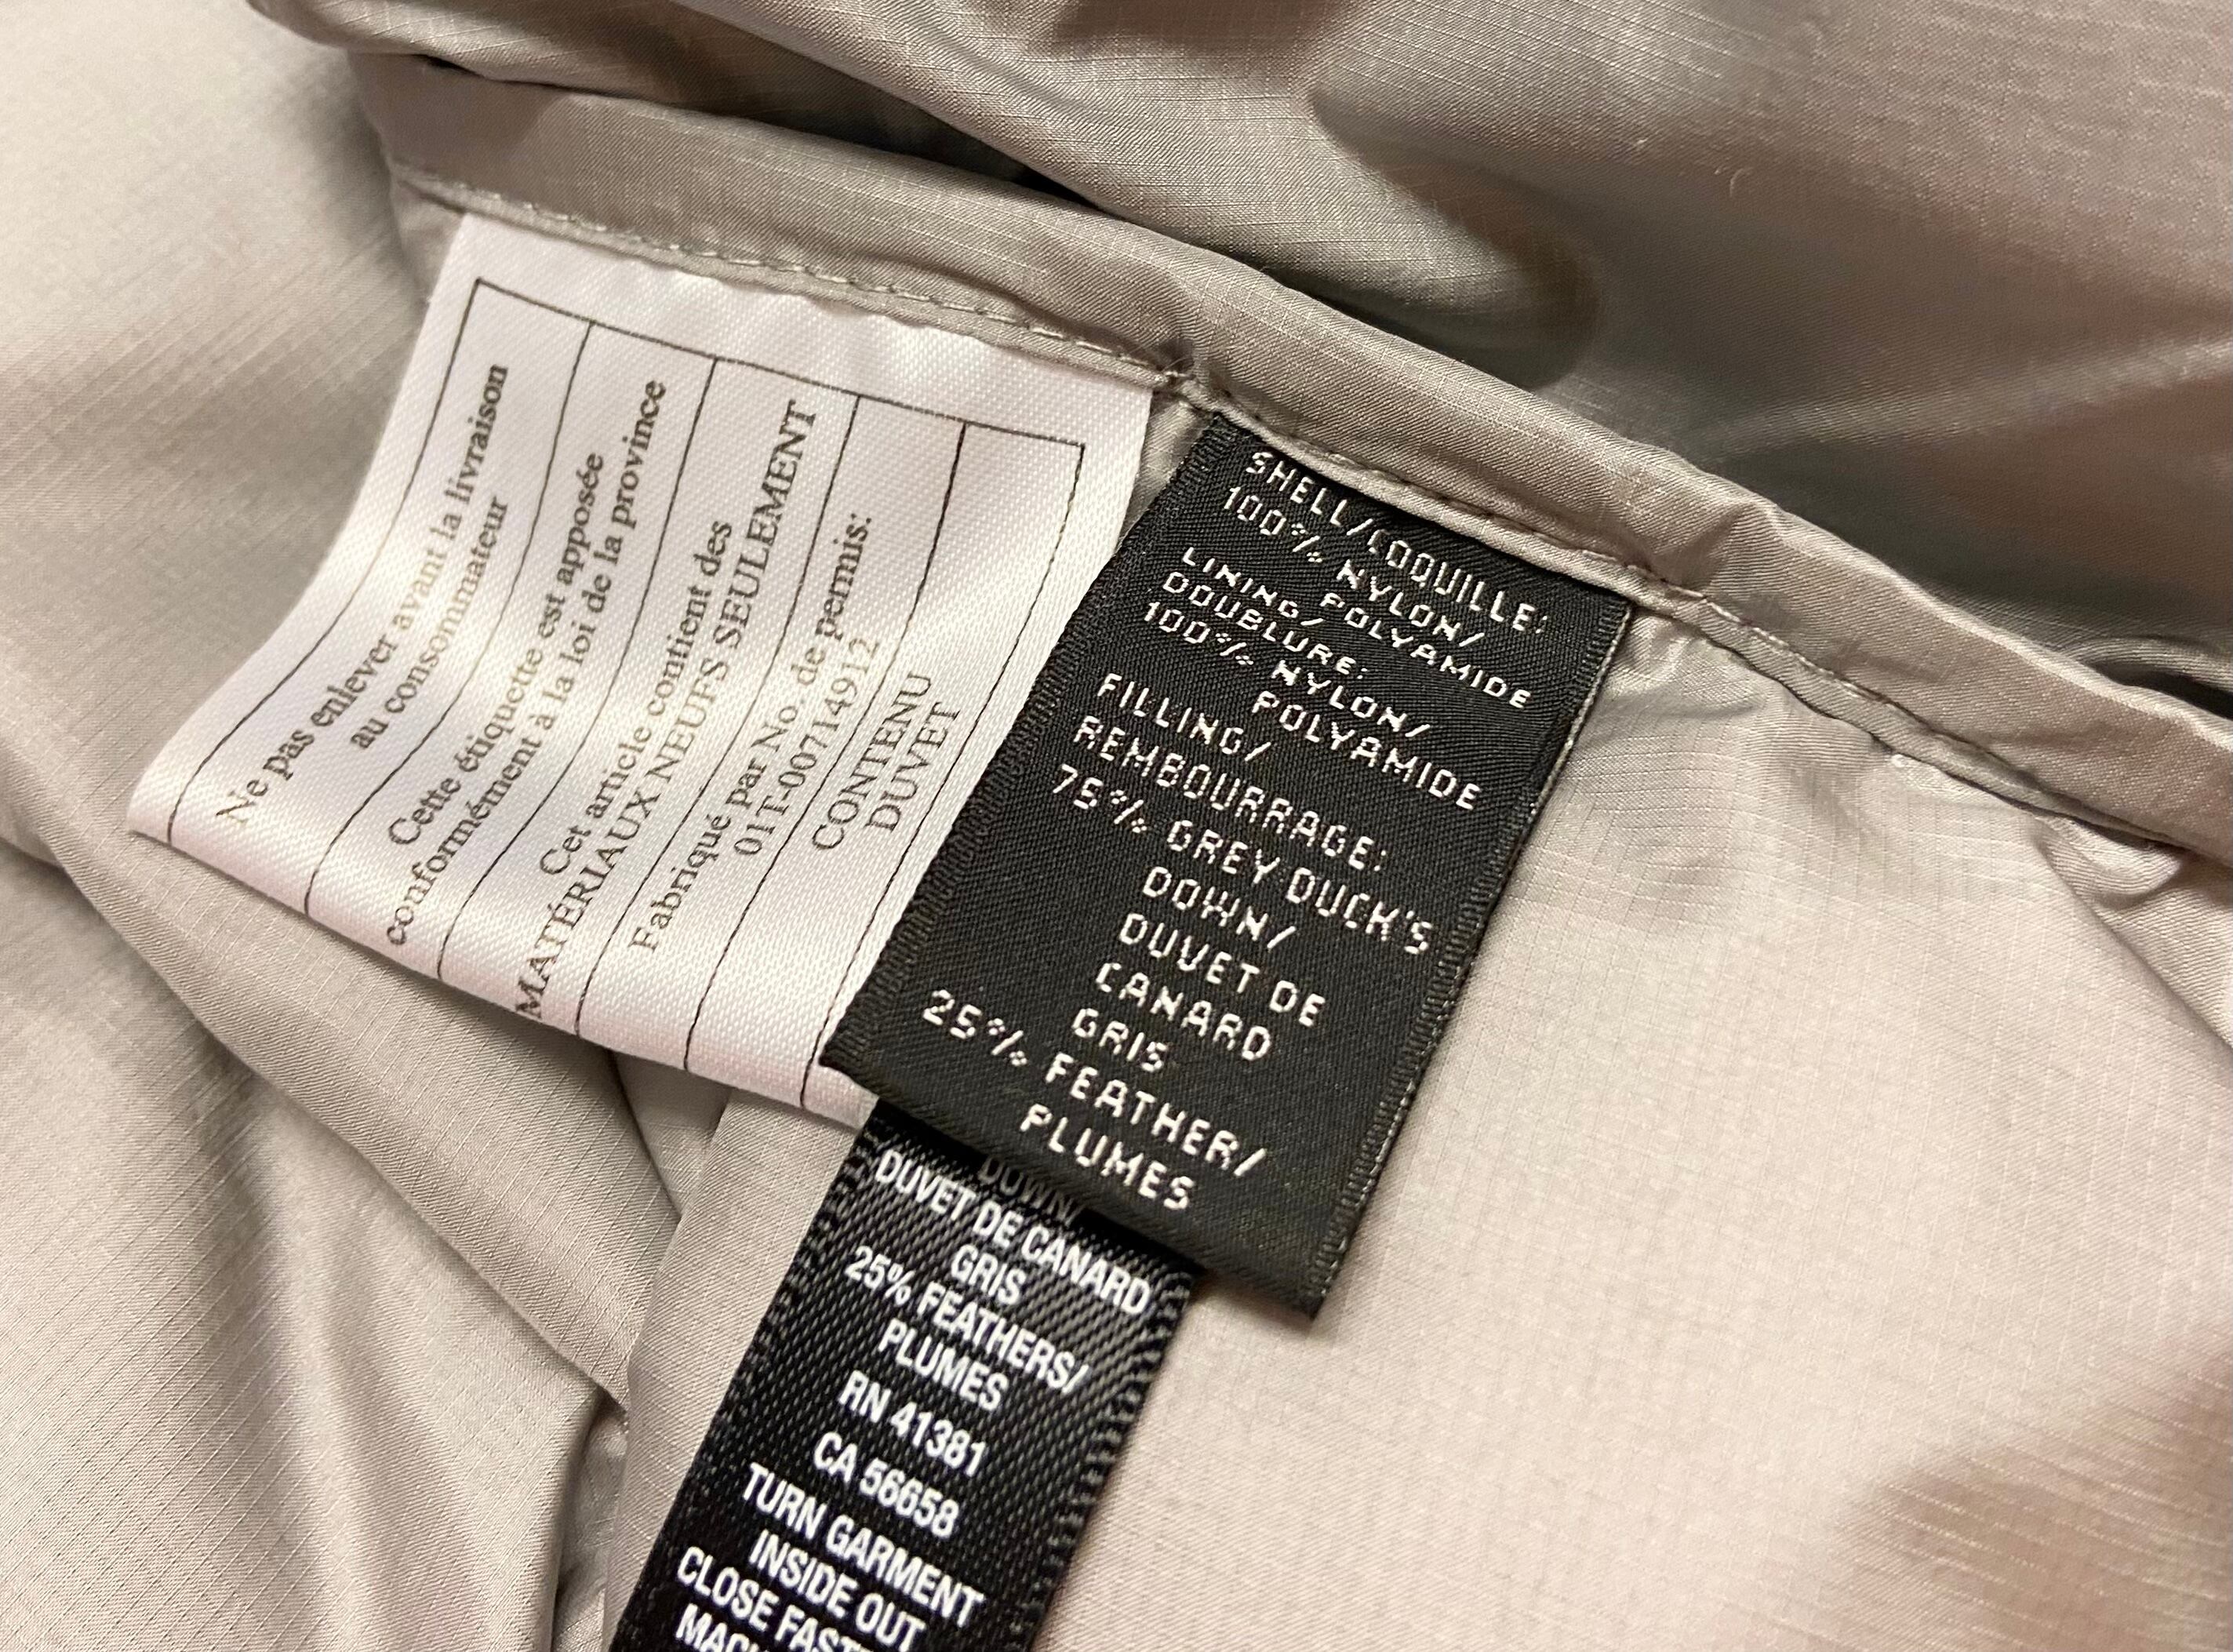 Ne pas enlever avant la livraison
au consommateur
Cette étiquette est apposée
conformément à la loi de la province
Cet article contient des
MATÉRIAUX NEUFS SEULEMENT
Fabriqué par No. de permis:
01T-00714912
CONTENU
DUVET
SHELL/COQUILLE:
100% NYLON/
POLYAMIDE
LINING/
DOUBLURE:
100% NYLON/
POLYAMIDE
FILLING/
REMBOURRAGE:
75% GREY DUCK'S
DOWN/
DUVET DE
CANARD
GRIS
25% FEATHER/
PLUMES
DOWN/
DUVET DE CANARD
GRIS
25% FEATHERS/
PLUMES
RN 41381
CA 56658
TURN GARMENT
INSIDE OUT
CLOSE